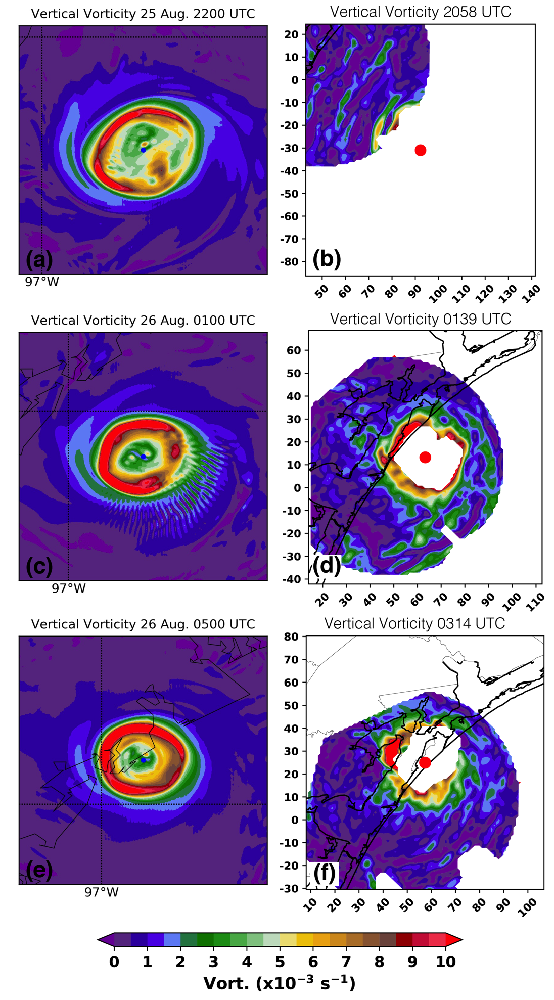 Vertical Vorticity 25 Aug. 2200 UTC
(a)
97°W
Vertical Vorticity 2058 UTC
20
10
0
-10
-20
-30
-40
-50
-60
-70
-80
(b)
50 60 70 80 90 100 110 120 130 140
Vertical Vorticity 26 Aug. 0100 UTC
(c)
97°W
Vertical Vorticity 0139 UTC
60
50
40
30
20
10
0
-10
-20
-30
-40
(d)
20 30 40 50 60 70 80 90 100 110
Vertical Vorticity 26 Aug. 0500 UTC
(e)
97°W
Vertical Vorticity 0314 UTC
80
70
60
50
40
30
20
10
0
-10
-20
-30
(f)
10 20 30 40 50 60 70 80 90 100
0 1 2 3 4 5 6 7 8 9 10
Vort. (x10⁻³ s⁻¹)